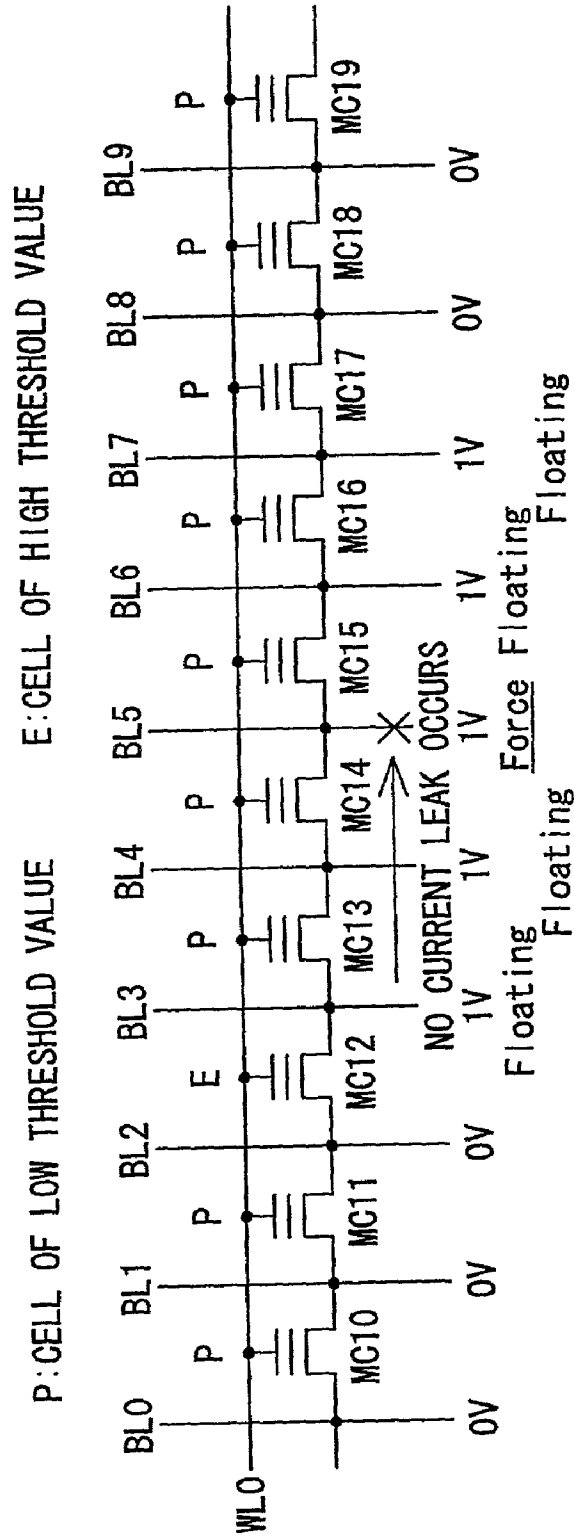 P:CELL OF LOW THRESHOLD VALUE E:CELL OF HIGH THRESHOLD VALUE
BL0 BL1 BL2 BL3 BL4 BL5 BL6 BL7 BL8 BL9
WL0 P P E P P P P P P P
MC10 MC11 MC12 MC13 MC14 MC15 MC16 MC17 MC18 MC19
NO CURRENT LEAK OCCURS
0V 0V 0V 1V 1V 1V 1V 1V 0V 0V
Floating Force Floating
Floating Floating